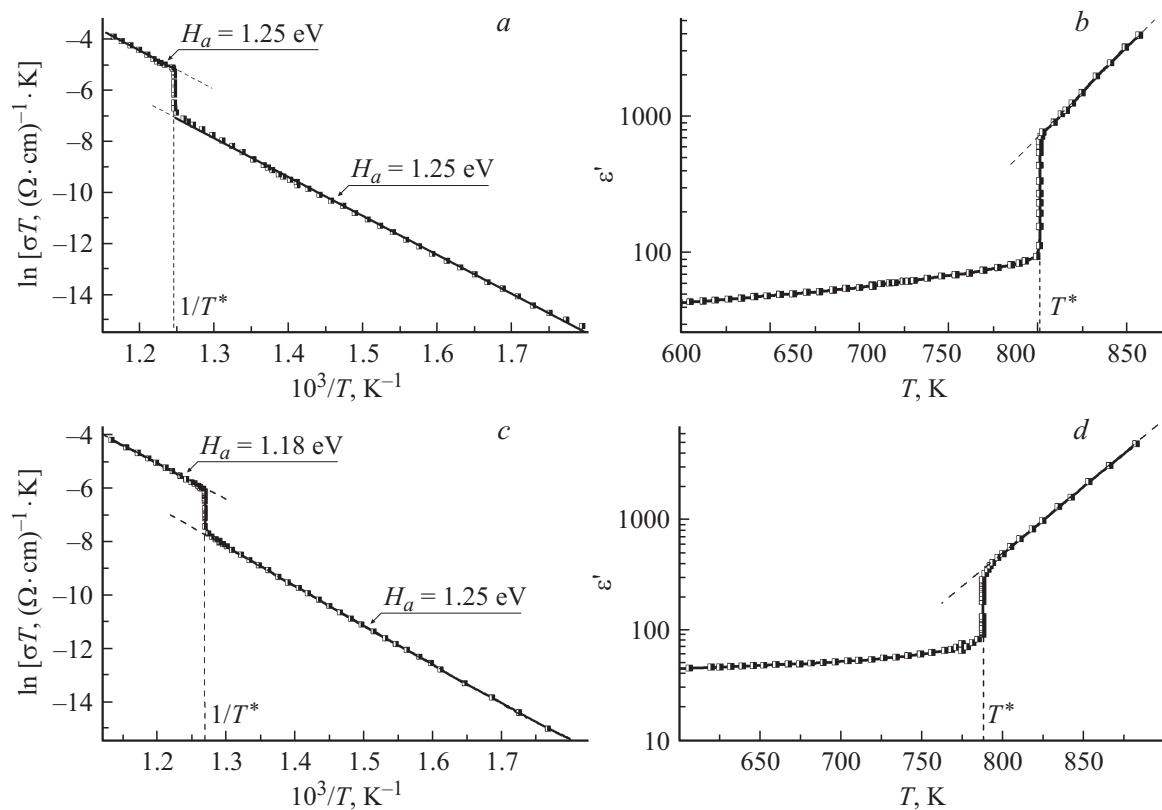 a
H_a = 1.25 eV
H_a = 1.25 eV
ln [σT, (Ω·cm)⁻¹·K]
−4
−6
−8
−10
−12
−14
1/T*
1.2 1.3 1.4 1.5 1.6 1.7
10³/T, K⁻¹
b
ε'
1000
100
T*
600 650 700 750 800 850
T, K
c
H_a = 1.18 eV
H_a = 1.25 eV
ln [σT, (Ω·cm)⁻¹·K]
−4
−6
−8
−10
−12
−14
1/T*
1.2 1.3 1.4 1.5 1.6 1.7
10³/T, K⁻¹
d
ε'
1000
100
10
T*
650 700 750 800 850
T, K